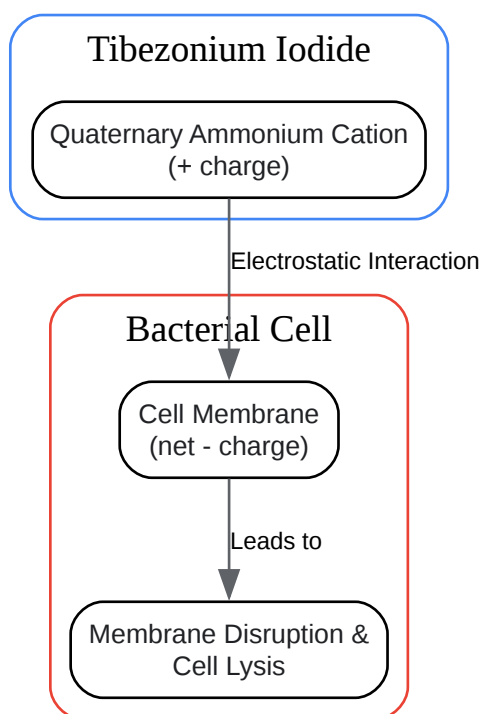 Tibezonium Iodide
Quaternary Ammonium Cation
(+ charge)
Electrostatic Interaction
Bacterial Cell
Cell Membrane
(net - charge)
Leads to
Membrane Disruption &
Cell Lysis